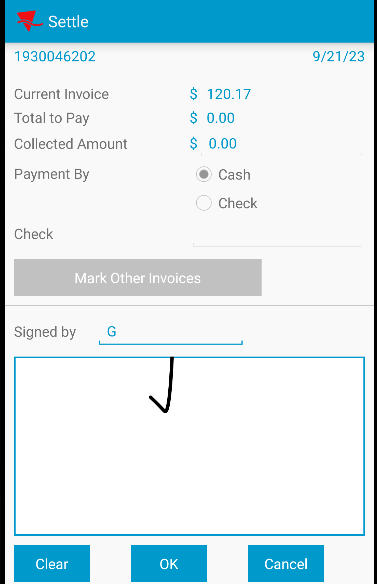 Settle
1930046202 9/21/23
Current Invoice $ 120.17
Total to Pay $ 0.00
Collected Amount $ 0.00
Payment By Cash
Check
Check
Mark Other Invoices
Signed by G
Clear OK Cancel